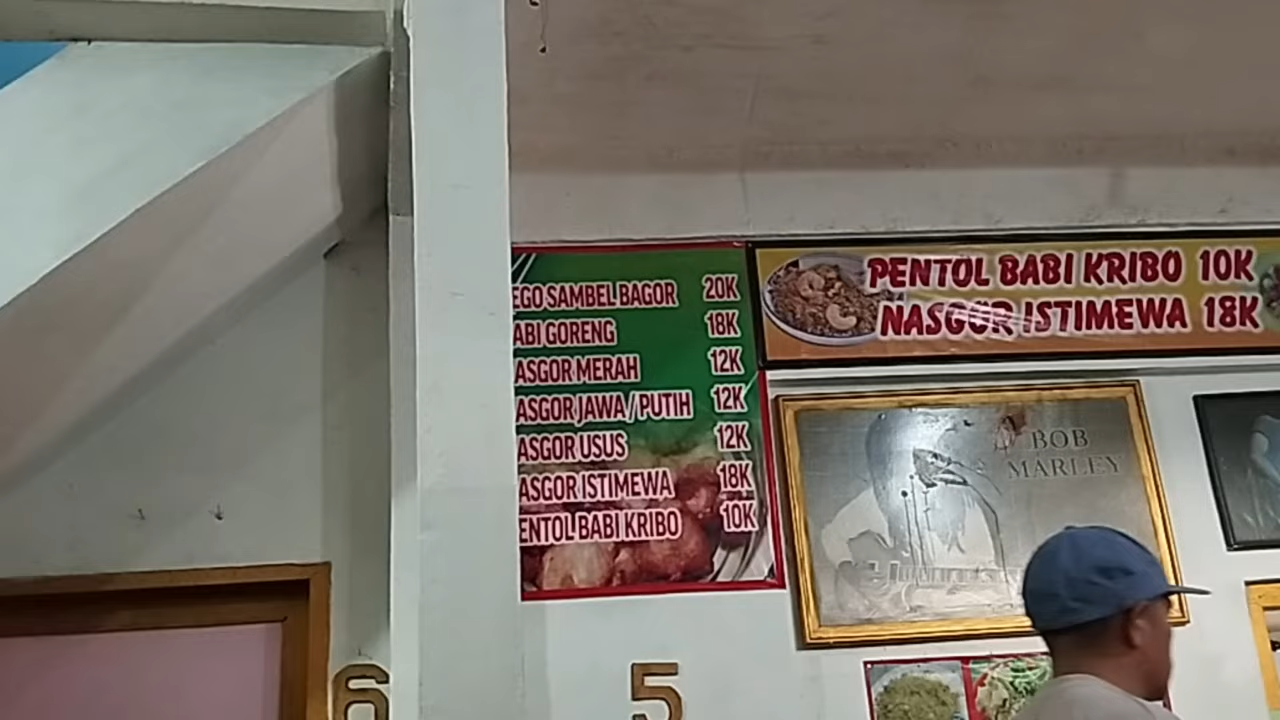 EGO SAMBEL BAGOR 20K
ABI GORENG 18K
ASGOR MERAH 12K
ASGOR JAWA / PUTIH 12K
ASGOR USUS 12K
ASGOR ISTIMEWA 18K
ENTOL BABI KRIBO 10K
PENTOL BABI KRIBO 10K
NASGOR ISTIMEWA 18K
BOB
MARLEY
6
5